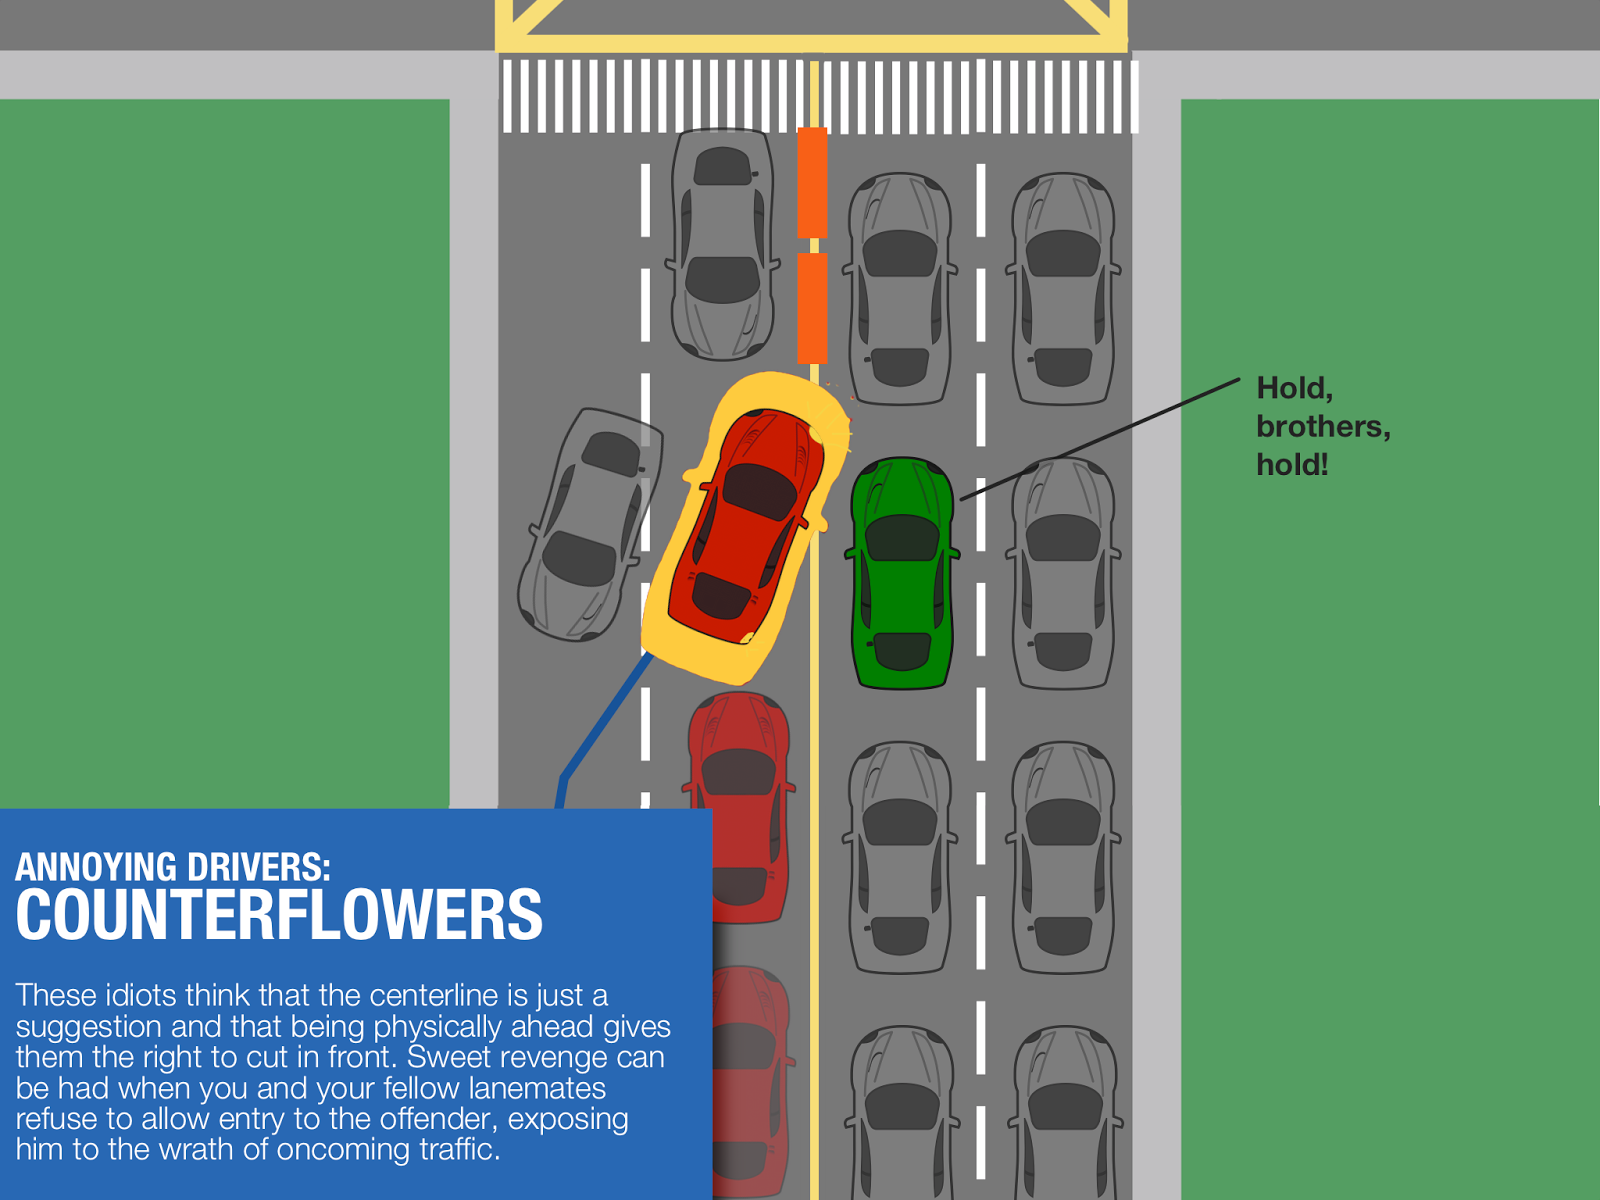 Hold,
brothers,
hold!
ANNOYING DRIVERS:
COUNTERFLOWERS
These idiots think that the centerline is just a
suggestion and that being physically ahead gives
them the right to cut in front. Sweet revenge can
be had when you and your fellow lanemates
refuse to allow entry to the offender, exposing
him to the wrath of oncoming traffic.